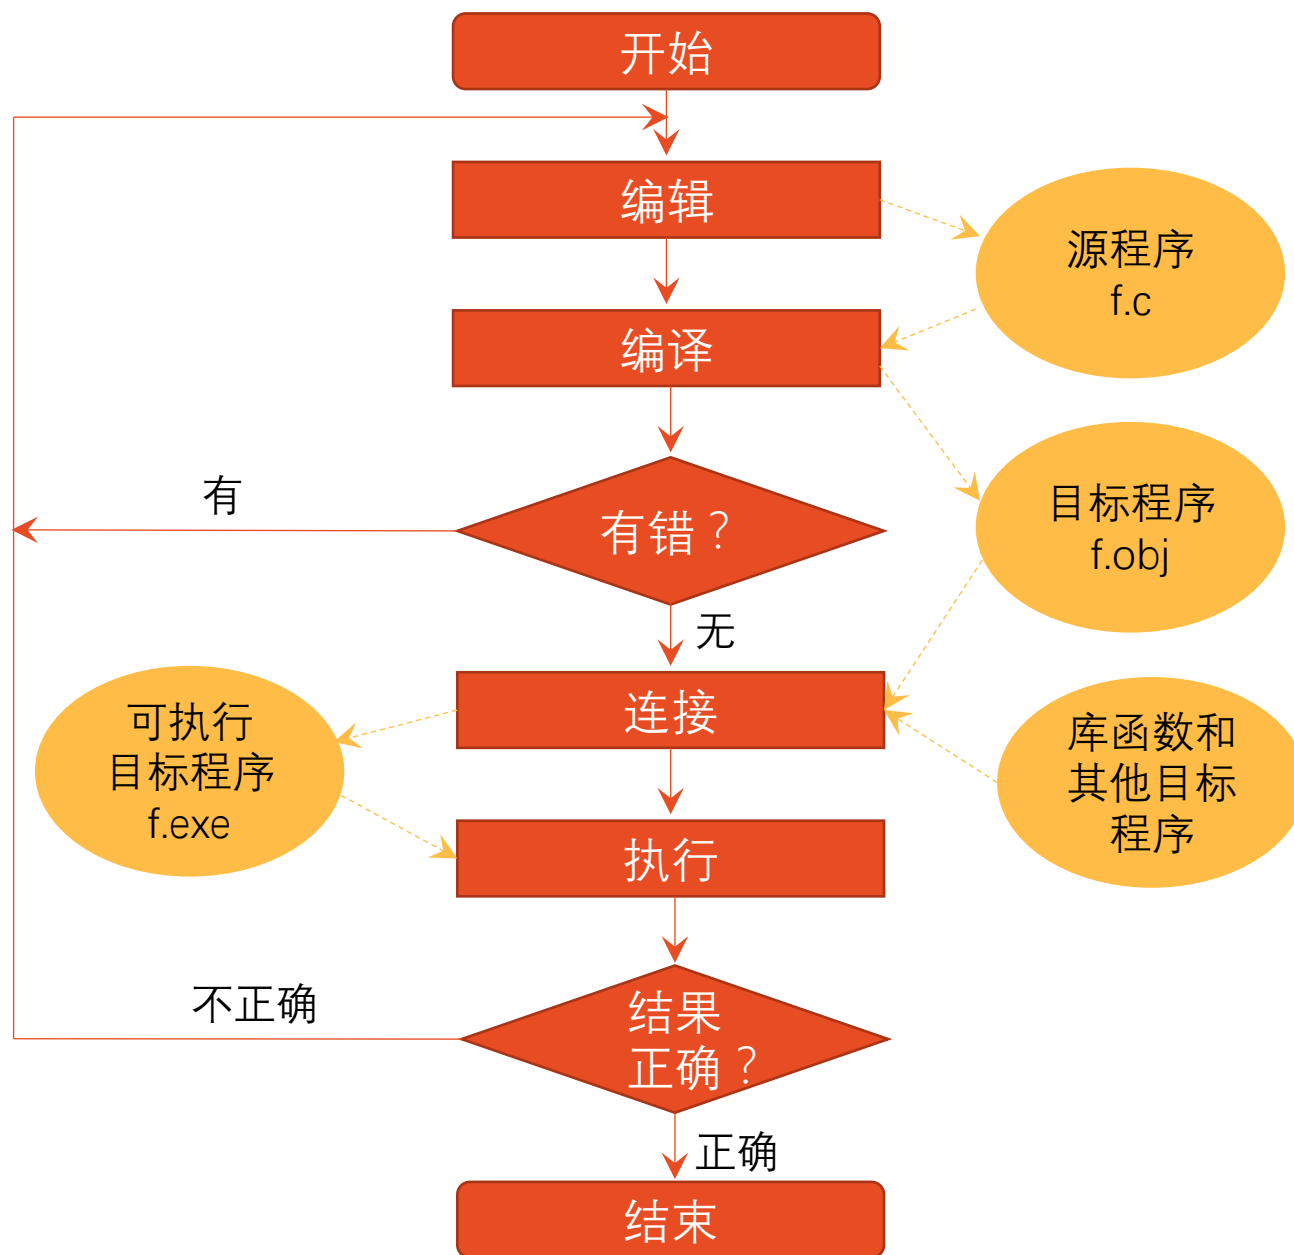 开始
编辑
源程序
f.c
编译
有
有错？
目标程序
f.obj
无
连接
可执行
目标程序
f.exe
库函数和
其他目标
程序
执行
不正确
结果
正确？
正确
结束